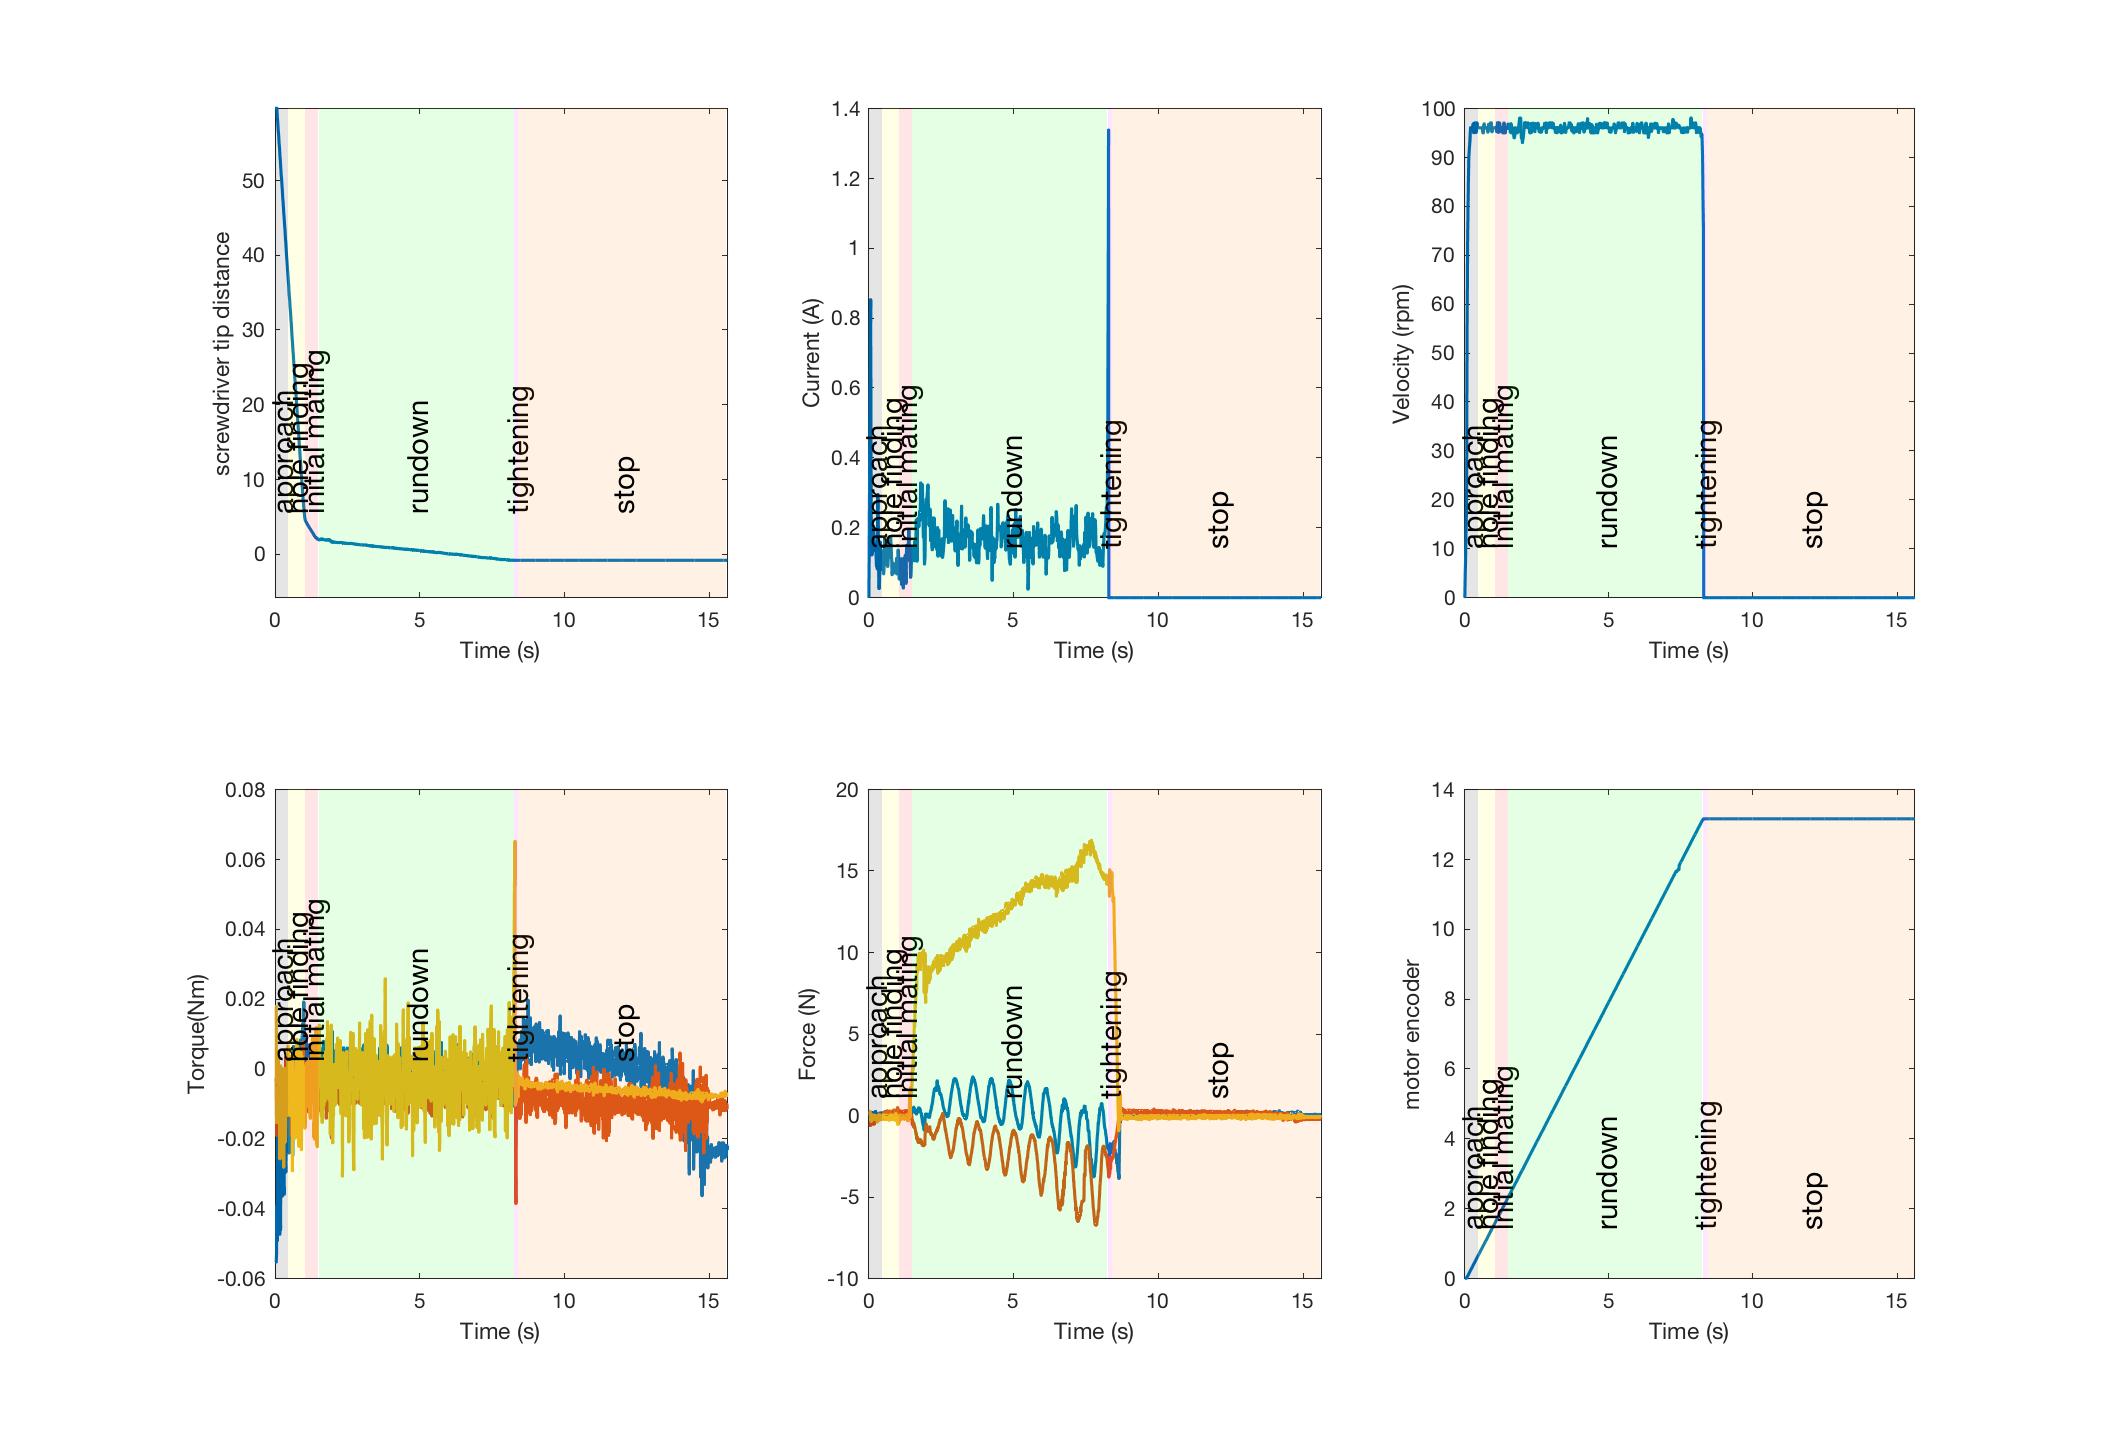 screwdriver tip distance
50
40
30
20
10
0
approach
hole finding
initial mating
rundown
tightening
stop
0 5 10 15
Time (s)
Current (A)
1.4
1.2
1
0.8
0.6
0.4
0.2
0
approach
hole finding
initial mating
rundown
tightening
stop
0 5 10 15
Time (s)
Velocity (rpm)
100
90
80
70
60
50
40
30
20
10
0
approach
hole finding
initial mating
rundown
tightening
stop
0 5 10 15
Time (s)
Torque(Nm)
0.08
0.06
0.04
0.02
0
-0.02
-0.04
-0.06
approach
hole finding
initial mating
rundown
tightening
stop
0 5 10 15
Time (s)
Force (N)
20
15
10
5
0
-5
-10
approach
hole finding
initial mating
rundown
tightening
stop
0 5 10 15
Time (s)
motor encoder
14
12
10
8
6
4
2
0
approach
hole finding
initial mating
rundown
tightening
stop
0 5 10 15
Time (s)